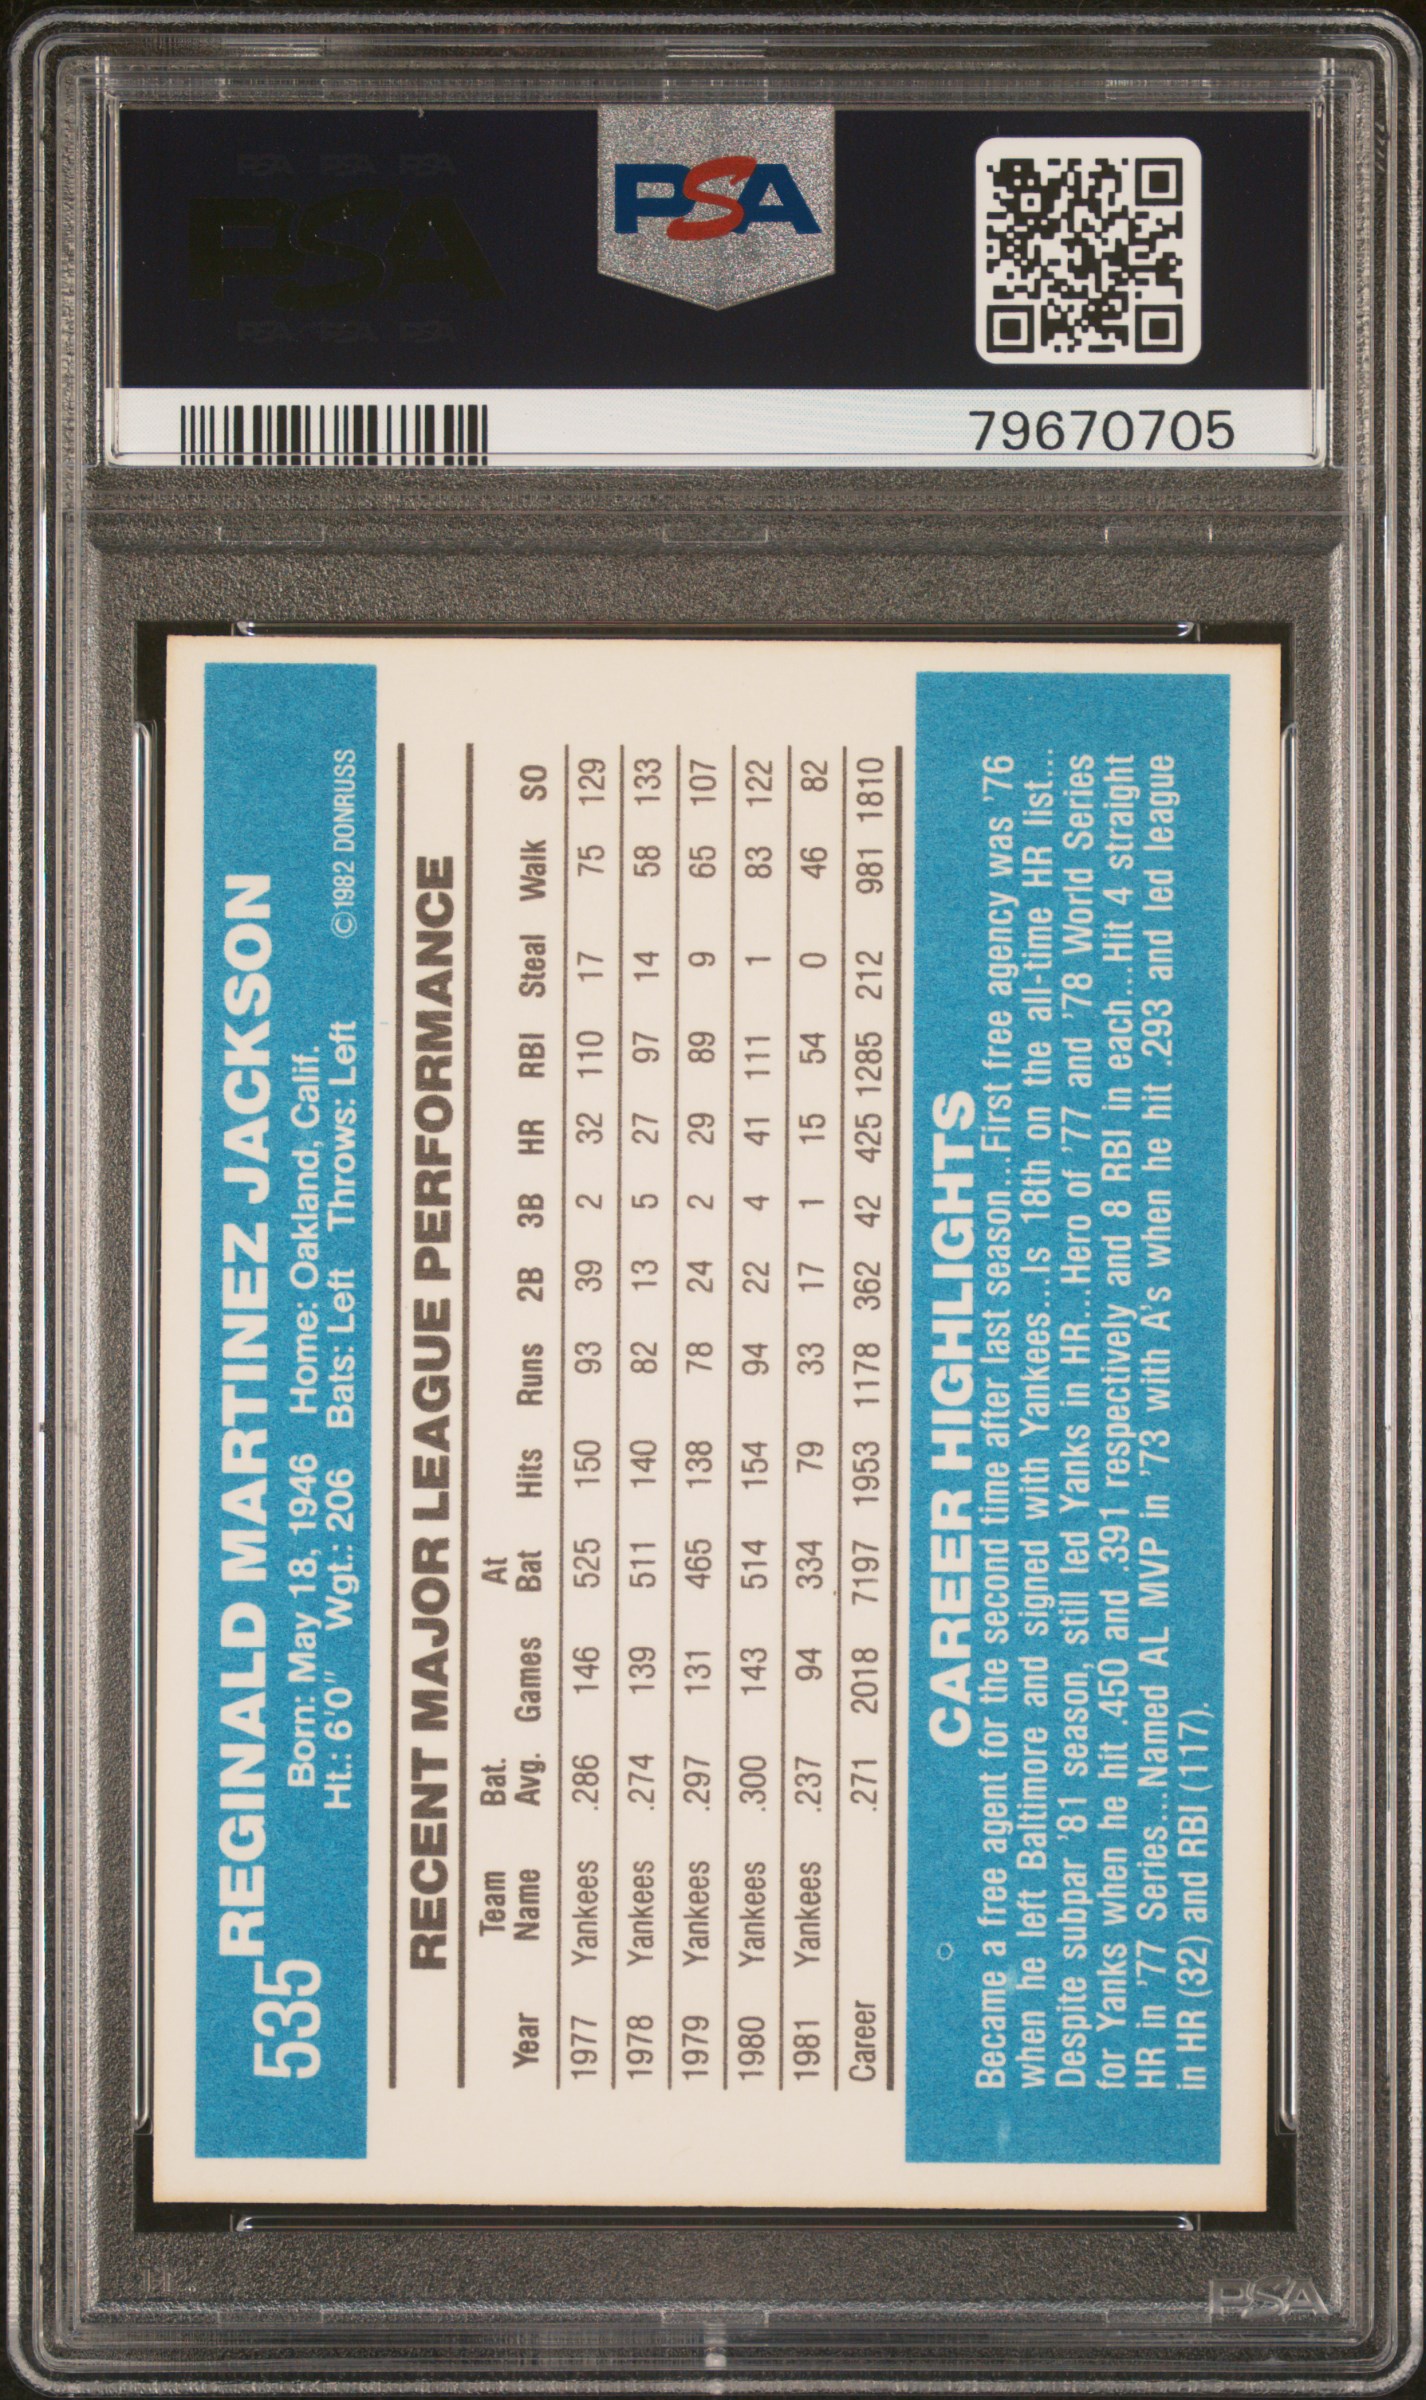 PSA PSA PSA
PSA
PSA PSA PSA
PSA
79670705
535 REGINALD MARTINEZ JACKSON
Born: May 18, 1946 Home: Oakland, Calif.
Ht.: 6'0" Wgt.: 206 Bats: Left Throws: Left ©1982 DONRUSS
RECENT MAJOR LEAGUE PERFORMANCE
Year Team Name Bat. Avg. Games At Bat Hits Runs 2B 3B HR RBI Steal Walk SO
1977 Yankees .286 146 525 150 93 39 2 32 110 17 75 129
1978 Yankees .274 139 511 140 82 13 5 27 97 14 58 133
1979 Yankees .297 131 465 138 78 24 2 29 89 9 65 107
1980 Yankees .300 143 514 154 94 22 4 41 111 1 83 122
1981 Yankees .237 94 334 79 33 17 1 15 54 0 46 82
Career .271 2018 7197 1953 1178 362 42 425 1285 212 981 1810
CAREER HIGHLIGHTS
Became a free agent for the second time after last season...First free agency was '76
when he left Baltimore and signed with Yankees...Is 18th on the all-time HR list...
Despite subpar '81 season, still led Yanks in HR...Hero of '77 and '78 World Series
for Yanks when he hit .450 and .391 respectively and 8 RBI in each...Hit 4 straight
HR in '77 Series...Named AL MVP in '73 with A's when he hit .293 and led league
in HR (32) and RBI (117).
PSA